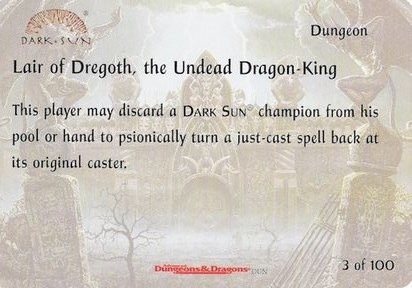 DARK•SUN
Dungeon
Lair of Dregoth, the Undead Dragon-King
This player may discard a DARK SUN® champion from his
pool or hand to psionically turn a just-cast spell back at
its original caster.
Advanced
Dungeons & Dragons® DUN
3 of 100